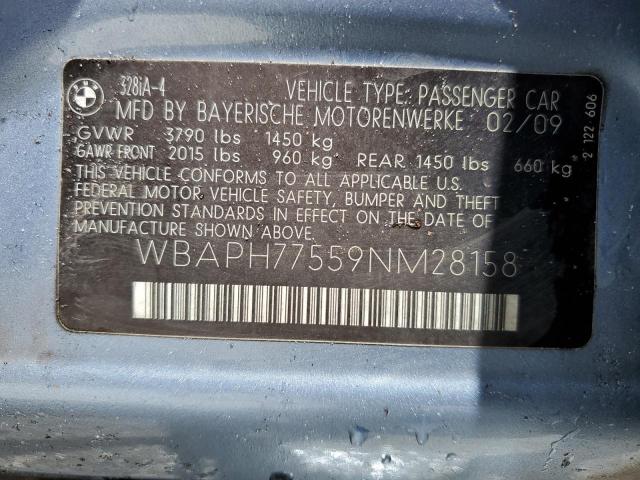 BMW
328iA-4 VEHICLE TYPE: PASSENGER CAR
MFD BY BAYERISCHE MOTORENWERKE 02/09
GVWR 3790 lbs 1450 kg
GAWR FRONT 2015 lbs 960 kg REAR 1450 lbs 660 kg
THIS VEHICLE CONFORMS TO ALL APPLICABLE U.S.
FEDERAL MOTOR VEHICLE SAFETY, BUMPER AND THEFT
PREVENTION STANDARDS IN EFFECT ON THE DATE OF
MANUFACTURE SHOWN ABOVE.
WBAPH77559NM28158
2 122 606